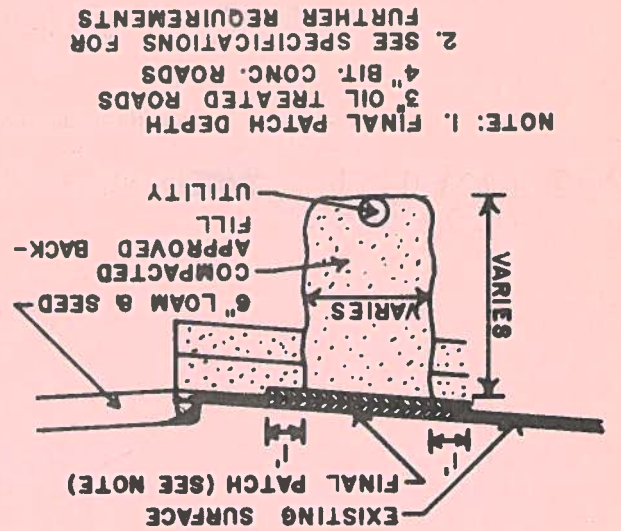 EXISTING SURFACE
FINAL PATCH (SEE NOTE)
1'
1'
6" LOAM & SEED
VARIES
VARIES
COMPACTED
APPROVED BACK-
FILL
UTILITY
NOTE: 1. FINAL PATCH DEPTH
3" OIL TREATED ROADS
4" BIT. CONC. ROADS
2. SEE SPECIFICATIONS FOR
FURTHER REQUIREMENTS